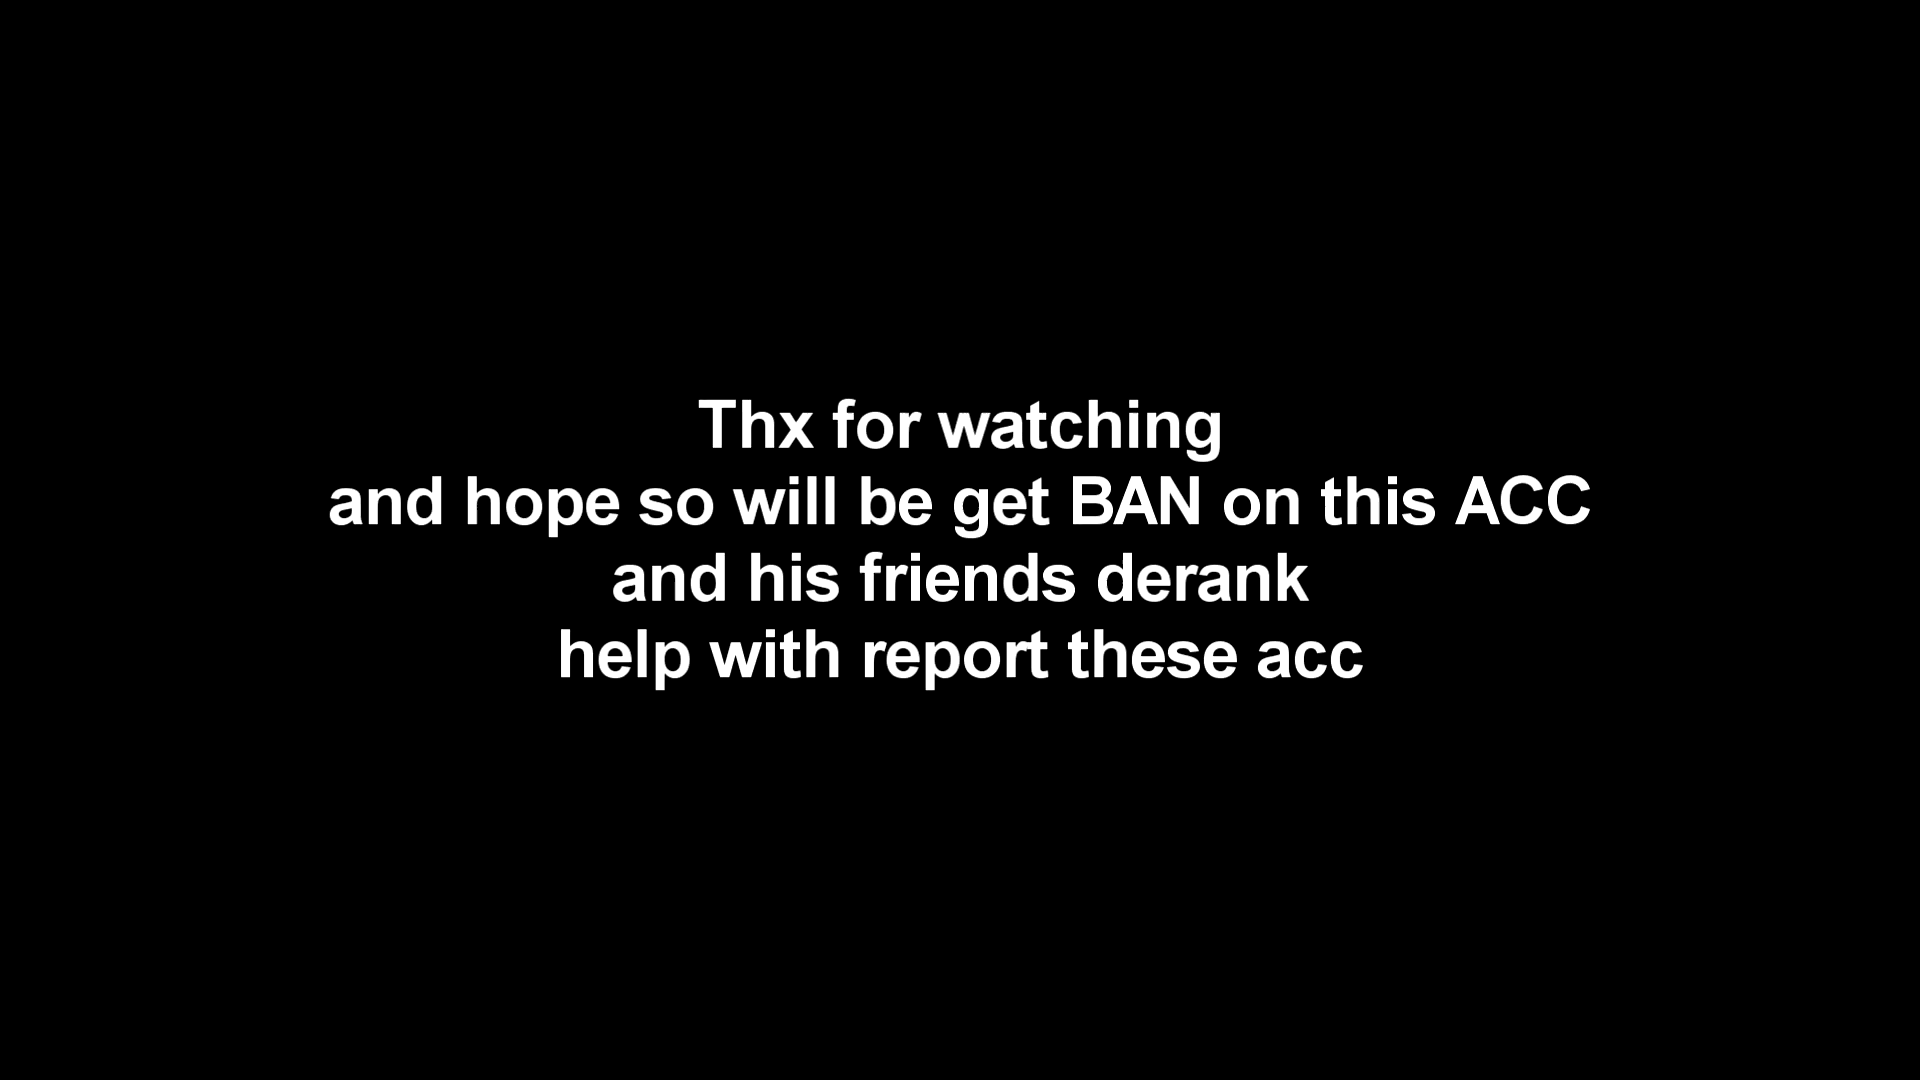 Thx for watching
and hope so will be get BAN on this ACC
and his friends derank
help with report these acc